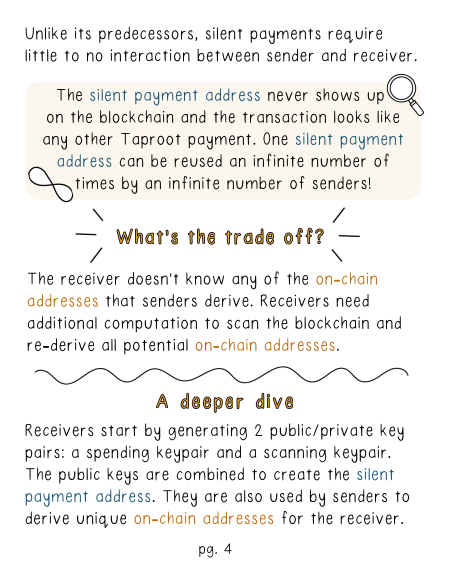 Unlike its predecessors, silent payments require
little to no interaction between sender and receiver.
The silent payment address never shows up
on the blockchain and the transaction looks like
any other Taproot payment. One silent payment
address can be reused an infinite number of
times by an infinite number of senders!
What's the trade off?
The receiver doesn't know any of the on-chain
addresses that senders derive. Receivers need
additional computation to scan the blockchain and
re-derive all potential on-chain addresses.
A deeper dive
Receivers start by generating 2 public/private key
pairs: a spending keypair and a scanning keypair.
The public keys are combined to create the silent
payment address. They are also used by senders to
derive unique on-chain addresses for the receiver.
pg. 4